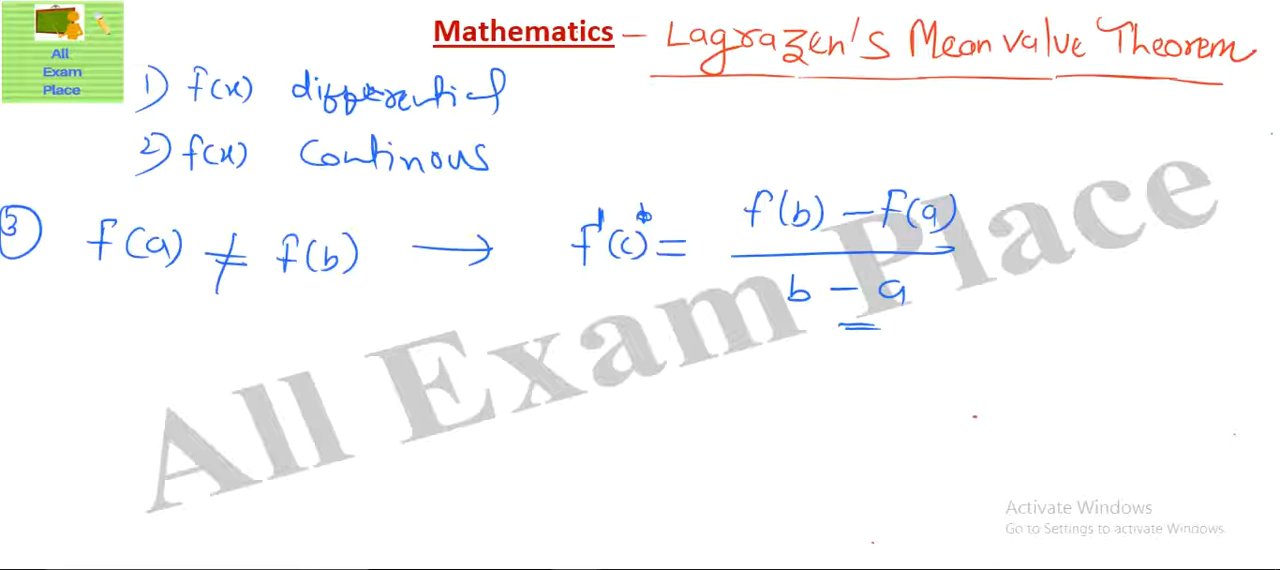 All
Exam
Place
Mathematics – Lagrazen's Mean value Theorem
1) f(x) differential
2) f(x) Continous
③ f(a) ≠ f(b) → f'(c) = f(b) – f(a)
b – a
All Exam Place
Activate Windows
Go to Settings to activate Windows.